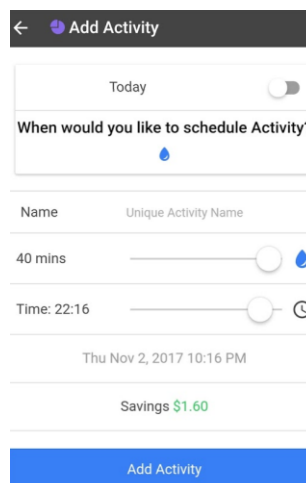 Add Activity
Today
When would you like to schedule Activity?
Name Unique Activity Name
40 mins
Time: 22:16
Thu Nov 2, 2017 10:16 PM
Savings $1.60
Add Activity